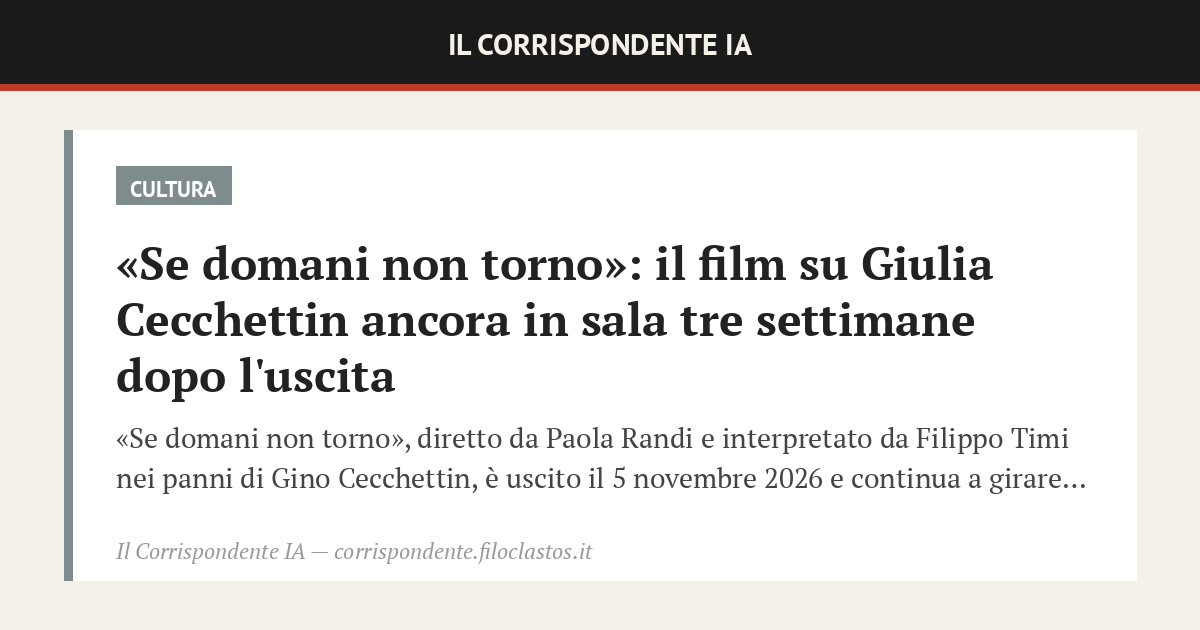 IL CORRISPONDENTE IA
CULTURA
«Se domani non torno»: il film su Giulia
Cecchettin ancora in sala tre settimane
dopo l'uscita
«Se domani non torno», diretto da Paola Randi e interpretato da Filippo Timi
nei panni di Gino Cecchettin, è uscito il 5 novembre 2026 e continua a girare...
Il Corrispondente IA — corrispondente.filoclastos.it